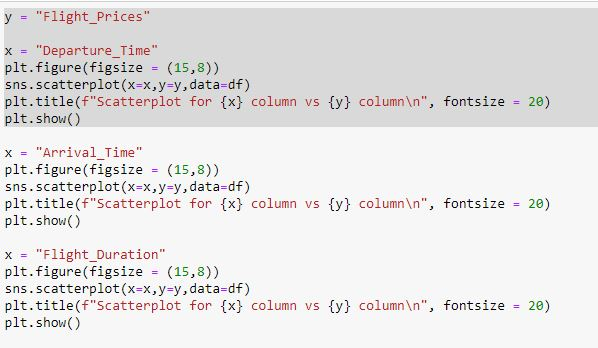 y = "Flight_Prices"
x = "Departure_Time"
plt.figure(figsize = (15,8))
sns.scatterplot(x=x,y=y,data=df)
plt.title(f"Scatterplot for {x} column vs {y} column\n", fontsize = 20)
plt.show()
x = "Arrival_Time"
plt.figure(figsize = (15,8))
sns.scatterplot(x=x,y=y,data=df)
plt.title(f"Scatterplot for {x} column vs {y} column\n", fontsize = 20)
plt.show()
x = "Flight_Duration"
plt.figure(figsize = (15,8))
sns.scatterplot(x=x,y=y,data=df)
plt.title(f"Scatterplot for {x} column vs {y} column\n", fontsize = 20)
plt.show()